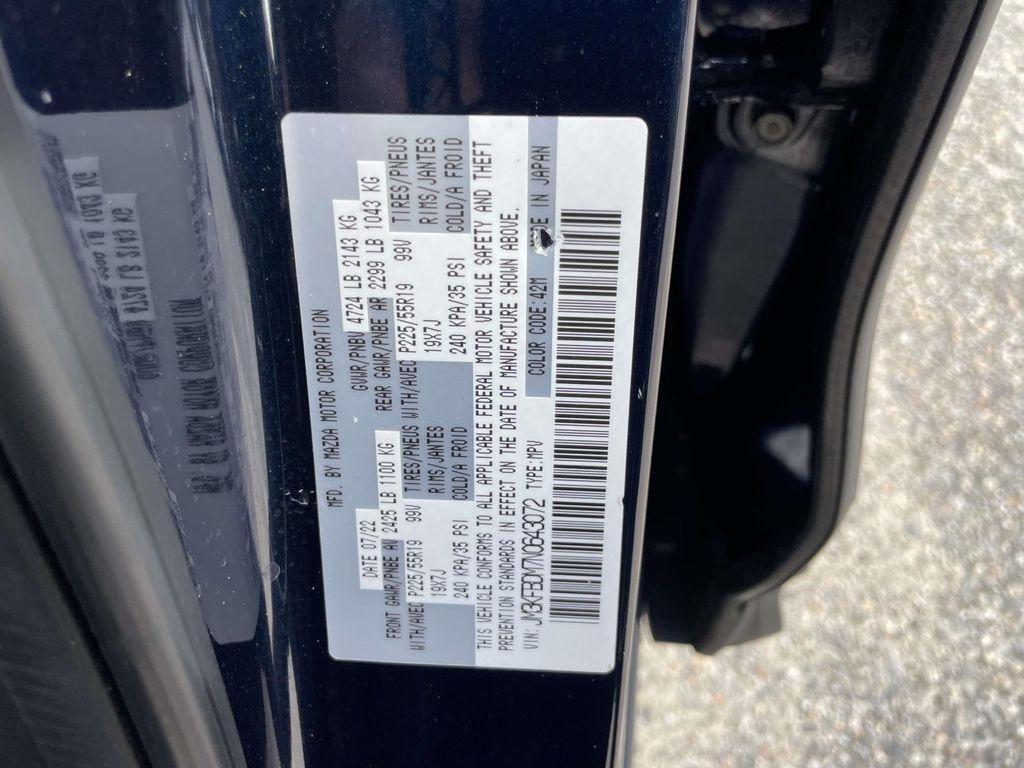 MFD. BY MAZDA MOTOR CORPORATION
DATE 07/22 GVWR/PNBV 4724 LB 2143 KG
FRONT GAWR/PNBE AV 2425 LB 1100 KG REAR GAWR/PNBE AR 2299 LB 1043 KG
WITH/AVEC P225/55R19 99V TIRES/PNEUS WITH/AVEC P225/55R19 99V TIRES/PNEUS
19X7J RIMS/JANTES 19X7J RIMS/JANTES
240 KPA/35 PSI COLD/A FROID 240 KPA/35 PSI COLD/A FROID
THIS VEHICLE CONFORMS TO ALL APPLICABLE FEDERAL MOTOR VEHICLE SAFETY AND THEFT
PREVENTION STANDARDS IN EFFECT ON THE DATE OF MANUFACTURE SHOWN ABOVE.
VIN: JM3KFBDM7N0643072 TYPE:MPV COLOR CODE:42M IN JAPAN